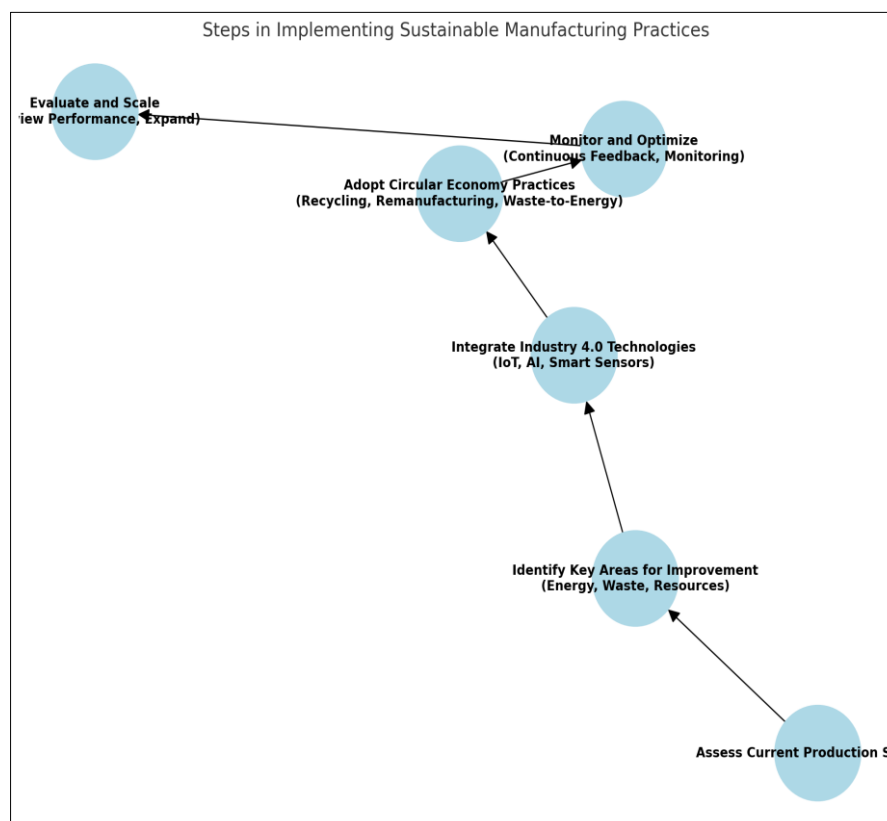 Steps in Implementing Sustainable Manufacturing Practices
Evaluate and Scale
view Performance, Expand)
Monitor and Optimize
(Continuous Feedback, Monitoring)
Adopt Circular Economy Practices
(Recycling, Remanufacturing, Waste-to-Energy)
Integrate Industry 4.0 Technologies
(IoT, AI, Smart Sensors)
Identify Key Areas for Improvement
(Energy, Waste, Resources)
Assess Current Production S